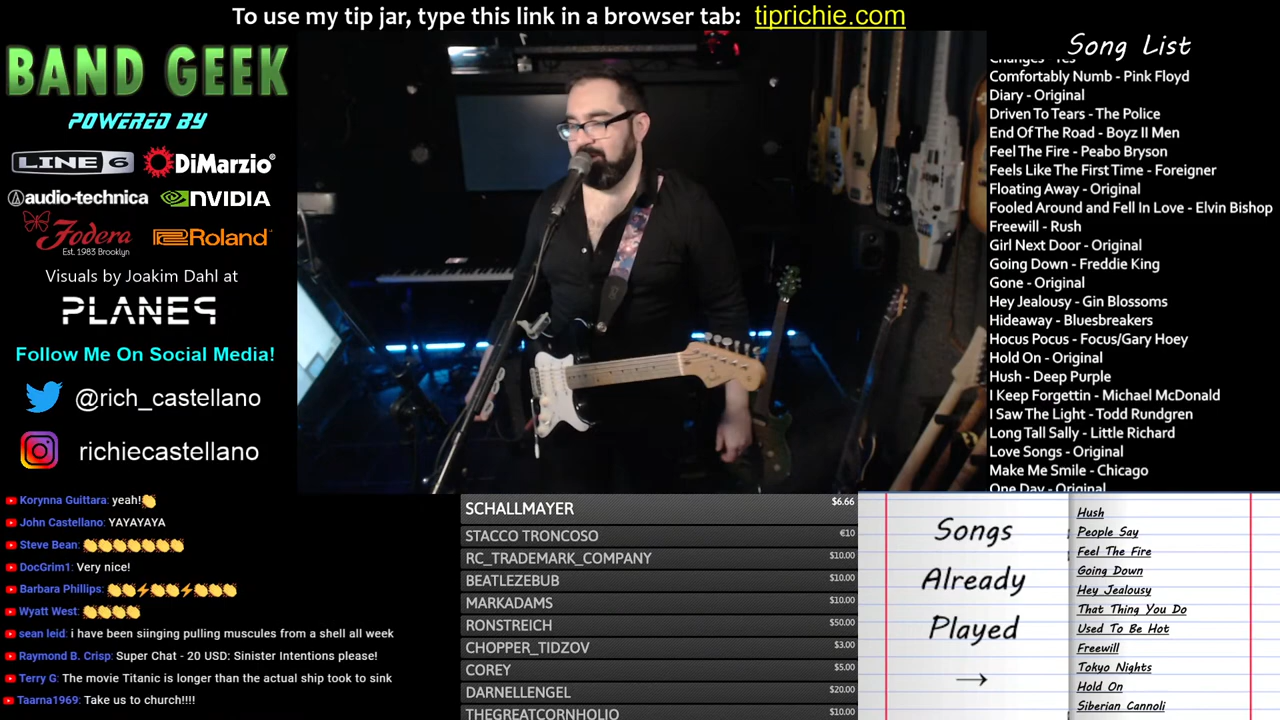 To use my tip jar, type this link in a browser tab: tiprichie.com
BAND GEEK
POWERED BY
LINE 6
DiMarzio
audio-technica
NVIDIA
Fodera
Est. 1983 Brooklyn
Roland
Visuals by Joakim Dahl at
PLANE9
Follow Me On Social Media!
@rich_castellano
richiecastellano
Song List
Changes - Yes
Comfortably Numb - Pink Floyd
Diary - Original
Driven To Tears - The Police
End Of The Road - Boyz II Men
Feel The Fire - Peabo Bryson
Feels Like The First Time - Foreigner
Floating Away - Original
Fooled Around and Fell In Love - Elvin Bishop
Freewill - Rush
Girl Next Door - Original
Going Down - Freddie King
Gone - Original
Hey Jealousy - Gin Blossoms
Hideaway - Bluesbreakers
Hocus Pocus - Focus/Gary Hoey
Hold On - Original
Hush - Deep Purple
I Keep Forgettin - Michael McDonald
I Saw The Light - Todd Rundgren
Long Tall Sally - Little Richard
Love Songs - Original
Make Me Smile - Chicago
One Day - Original
Korynna Guittara: yeah!👏
John Castellano: YAYAYAYA
Steve Bean: 👏👏👏👏👏👏👏
DocGrim1: Very nice!
Barbara Phillips: 👏👏⚡👏⚡👏👏👏
Wyatt West: 👏👏👏👏
sean leid: i have been siinging pulling muscules from a shell all week
Raymond B. Crisp: Super Chat - 20 USD: Sinister Intentions please!
Terry G: The movie Titanic is longer than the actual ship took to sink
Taarna1969: Take us to church!!!!
SCHALLMAYER $6.66
STACCO TRONCOSO €10
RC_TRADEMARK_COMPANY $10.00
BEATLEZEBUB $10.00
MARKADAMS $10.00
RONSTREICH $50.00
CHOPPER_TIDZOV $3.00
COREY $5.00
DARNELLENGEL $20.00
THEGREATCORNHOLIO $10.00
Songs
Already
Played
→
Hush
People Say
Feel The Fire
Going Down
Hey Jealousy
That Thing You Do
Used To Be Hot
Freewill
Tokyo Nights
Hold On
Siberian Cannoli